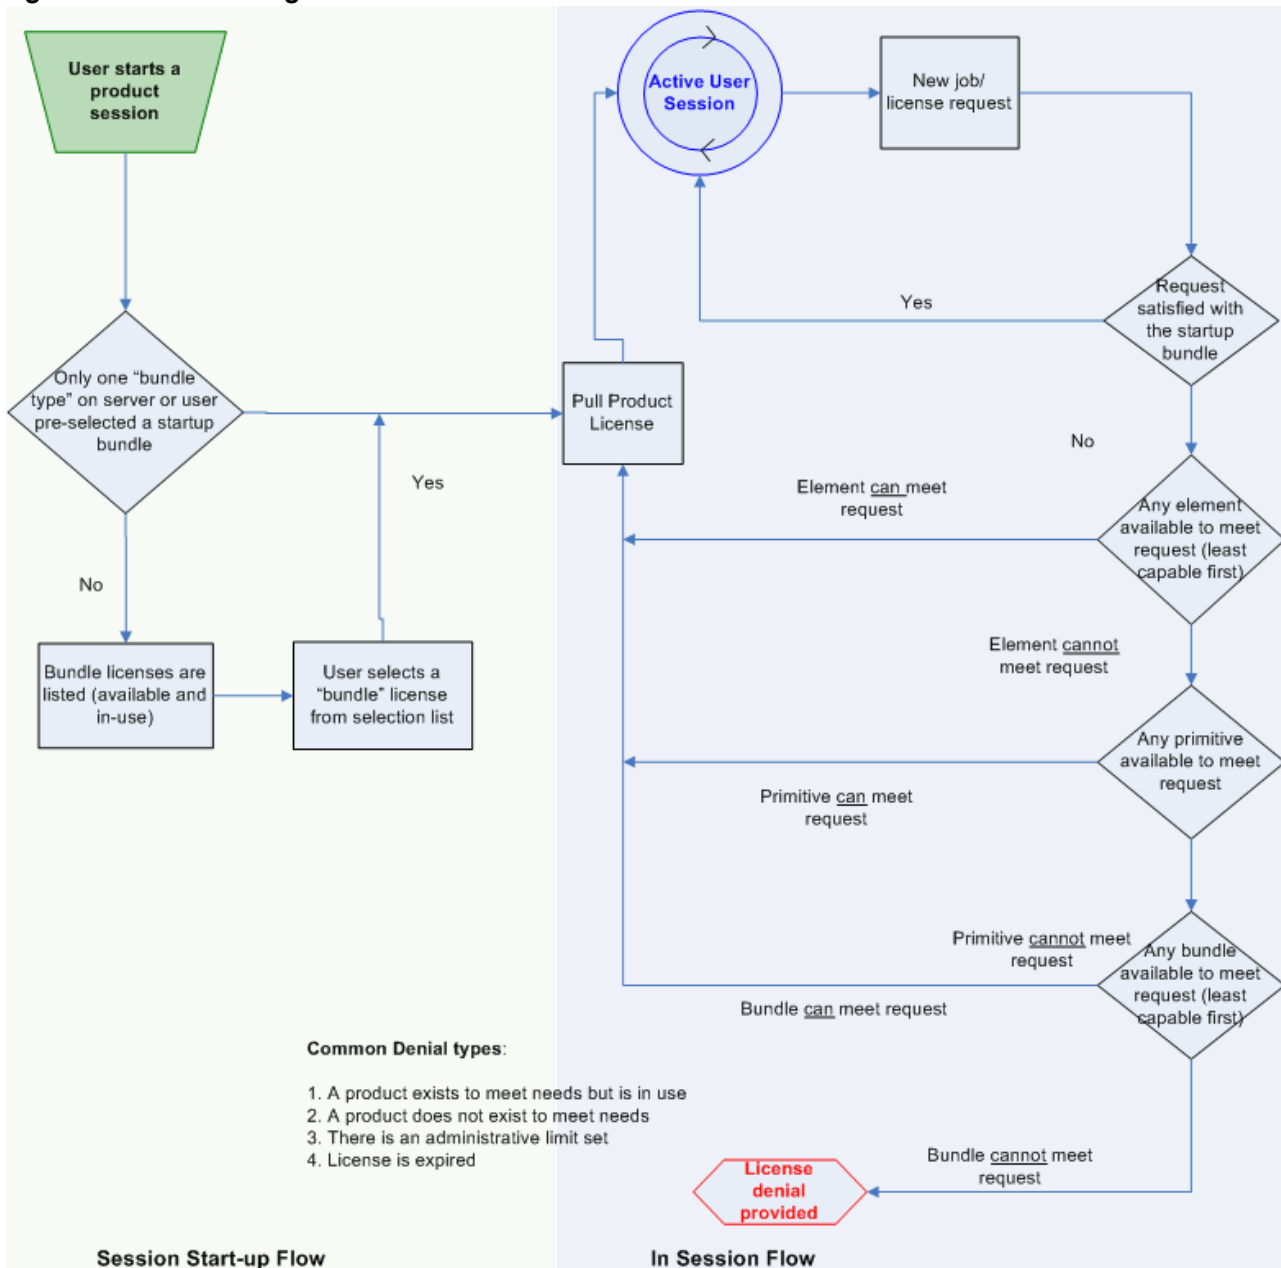 User starts a
product
session
Only one “bundle
type” on server or user
pre-selected a startup
bundle
Yes
No
Bundle licenses are
listed (available and
in-use)
User selects a
“bundle” license
from selection list
Pull Product
License
Active User
Session
New job/
license request
Request
satisfied with
the startup
bundle
Yes
No
Any element
available to meet
request (least
capable first)
Element can meet
request
Element cannot
meet request
Any primitive
available to meet
request
Primitive can meet
request
Primitive cannot meet
request
Any bundle
available to meet
request (least
capable first)
Bundle can meet request
Bundle cannot meet
request
License
denial
provided
Common Denial types:
1. A product exists to meet needs but is in use
2. A product does not exist to meet needs
3. There is an administrative limit set
4. License is expired
Session Start-up Flow
In Session Flow